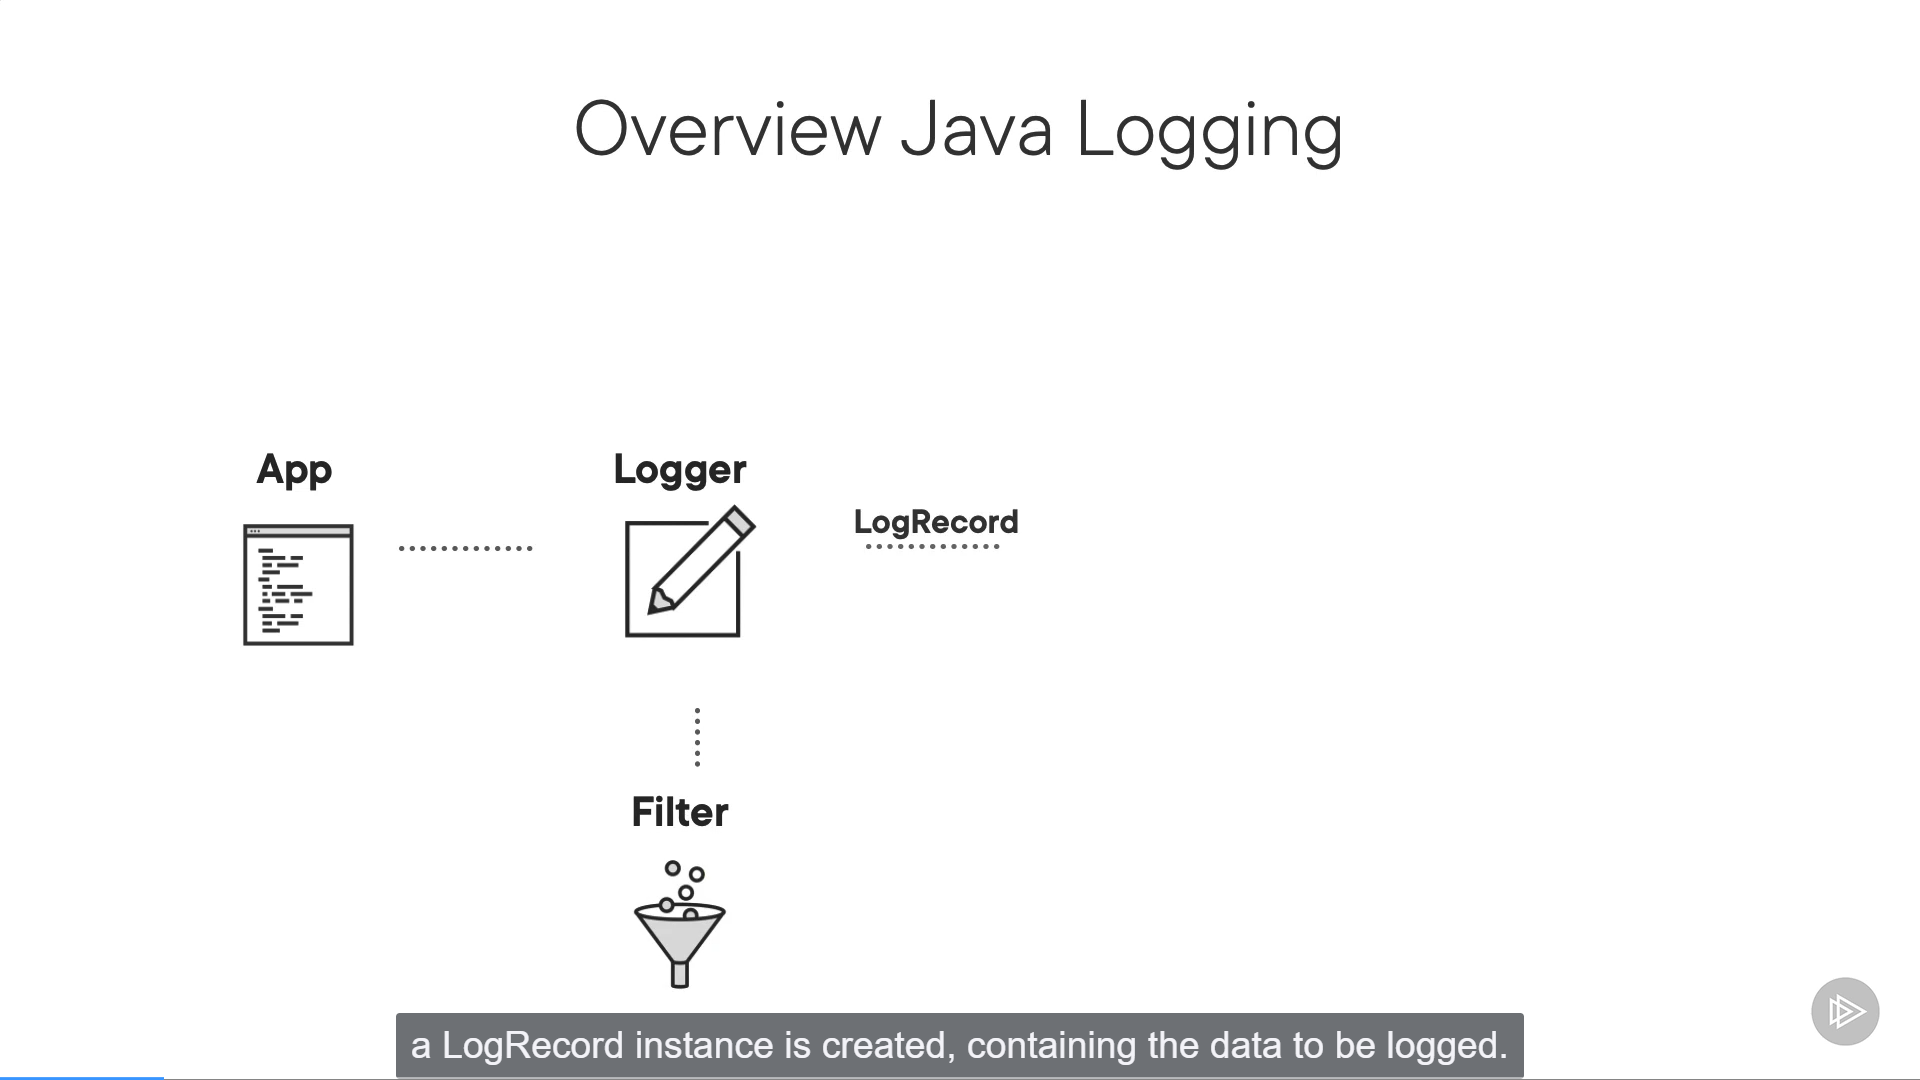 Overview Java Logging
App
Logger
LogRecord
Filter
a LogRecord instance is created, containing the data to be logged.